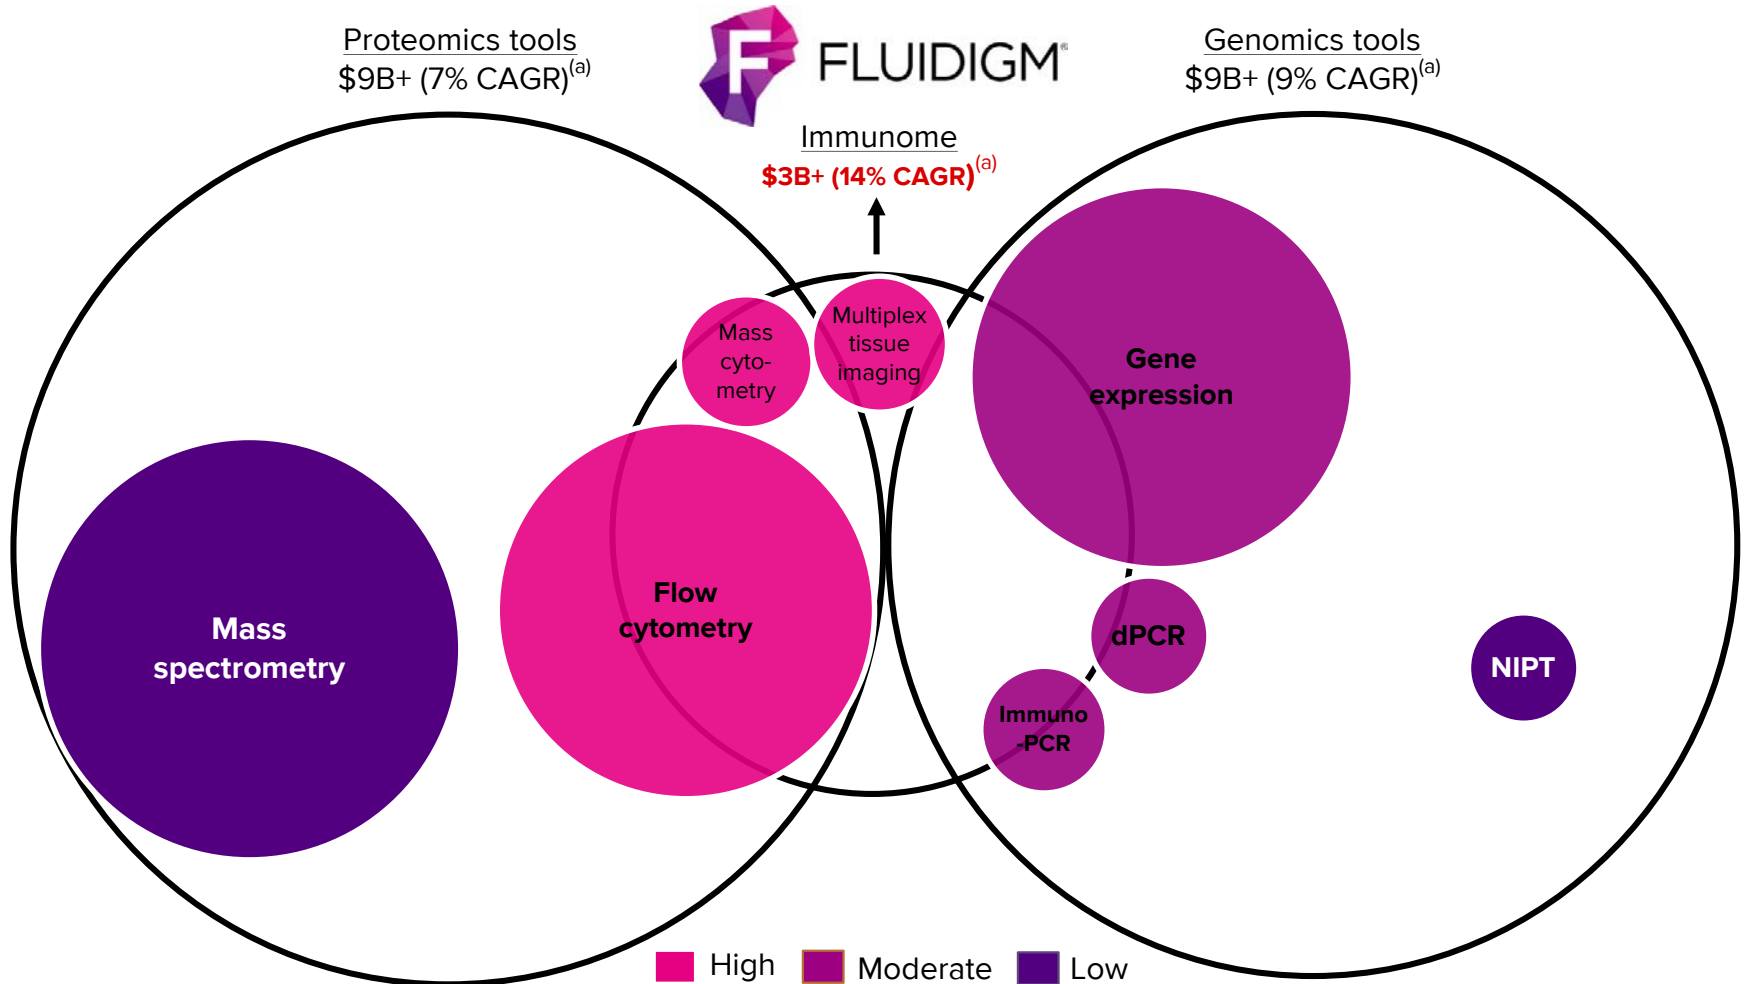 Proteomics tools
$9B+ (7% CAGR)(a)
F FLUIDIGM®
Immunome
$3B+ (14% CAGR)(a)
Genomics tools
$9B+ (9% CAGR)(a)
Mass
cyto-
metry
Multiplex
tissue
imaging
Gene
expression
Flow
cytometry
Mass
spectrometry
dPCR
Immuno
-PCR
NIPT
High
Moderate
Low